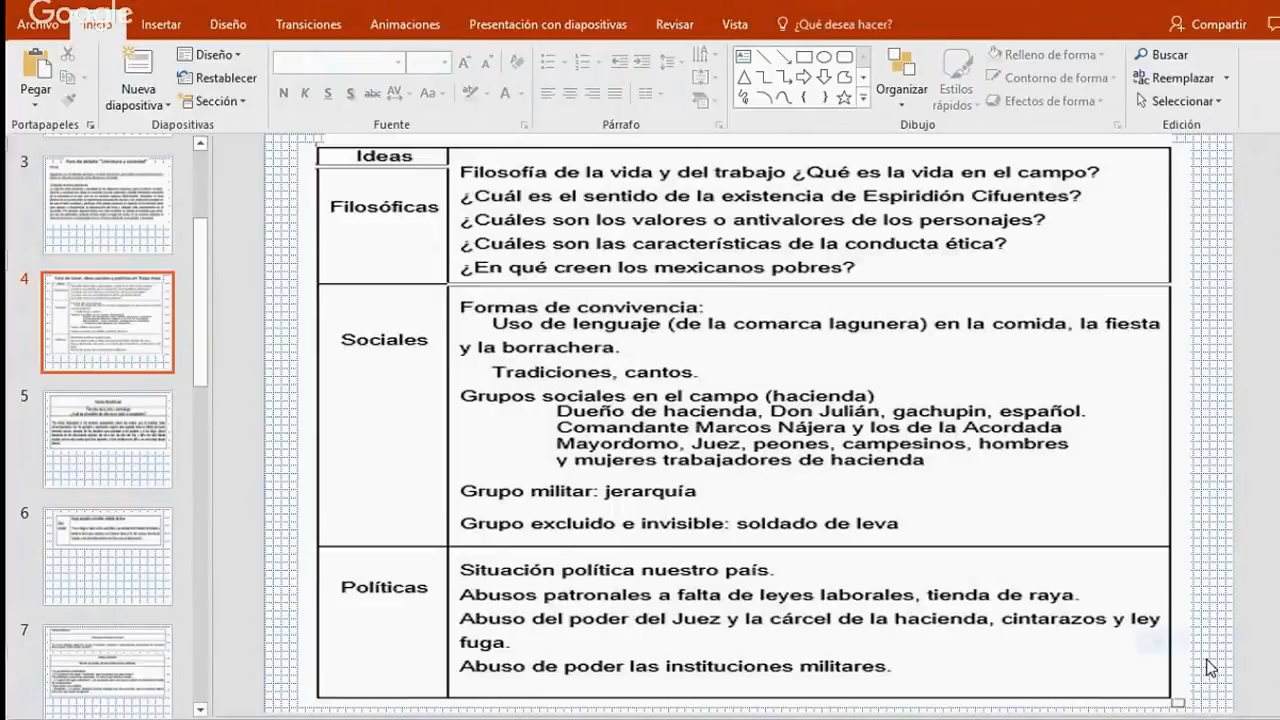 Google
Archivo Inicio Insertar Diseño Transiciones Animaciones Presentación con diapositivas Revisar Vista ¿Qué desea hacer? Compartir
Pegar
Portapapeles
Nueva
diapositiva
Diseño
Restablecer
Sección
Diapositivas
N K S S abc AV Aa A
Fuente
Párrafo
Organizar
Estilos
rápidos
Relleno de forma
Contorno de forma
Efectos de forma
Dibujo
Buscar
Reemplazar
Seleccionar
Edición
3
4
5
6
7
Ideas
Filosóficas
Filosofía de la vida y del trabajo ¿qué es la vida en el campo?
¿Cuál es el sentido de la existencia de Espiridión Cifuentes?
¿Cuáles son los valores o antivalores de los personajes?
¿Cuáles son las características de la conducta ética?
¿En qué creen los mexicanos pobres?
Sociales
Formas de convivancia:
Uso del lenguaje (de la comarca lagunera) en la comida, la fiesta
y la borrachera.
Tradiciones, cantos.
Grupos sociales en el campo (hacienda)
Dueño de hacienda, Don Julián, gachupín español.
Comandante Marcos Nájera y los de la Acordada
Mayordomo, Juez, peones, campesinos, hombres
y mujeres trabajadores de hacienda
Grupo militar: jerarquía
la leva
Políticas
Situación política nuestro país.
Abusos patronales a falta de leyes laborales, tienda de raya.
Abuso del poder del Juez y la cárcel de la hacienda, cintarazos y ley
fuga.
Abuso de poder las instituciones militares.